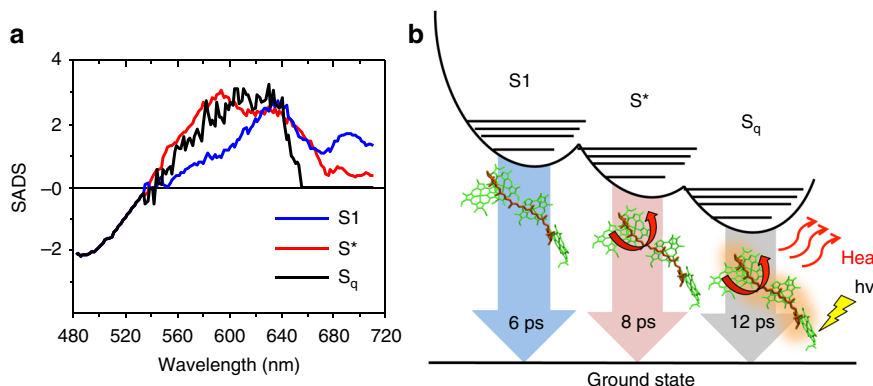 a
4
2
–0
–2
SADS
S1
S*
Sq
480 520 560 600 640 680 720
Wavelength (nm)
b
S1
S*
Sq
Hea
hv
6 ps
8 ps
12 ps
Ground state